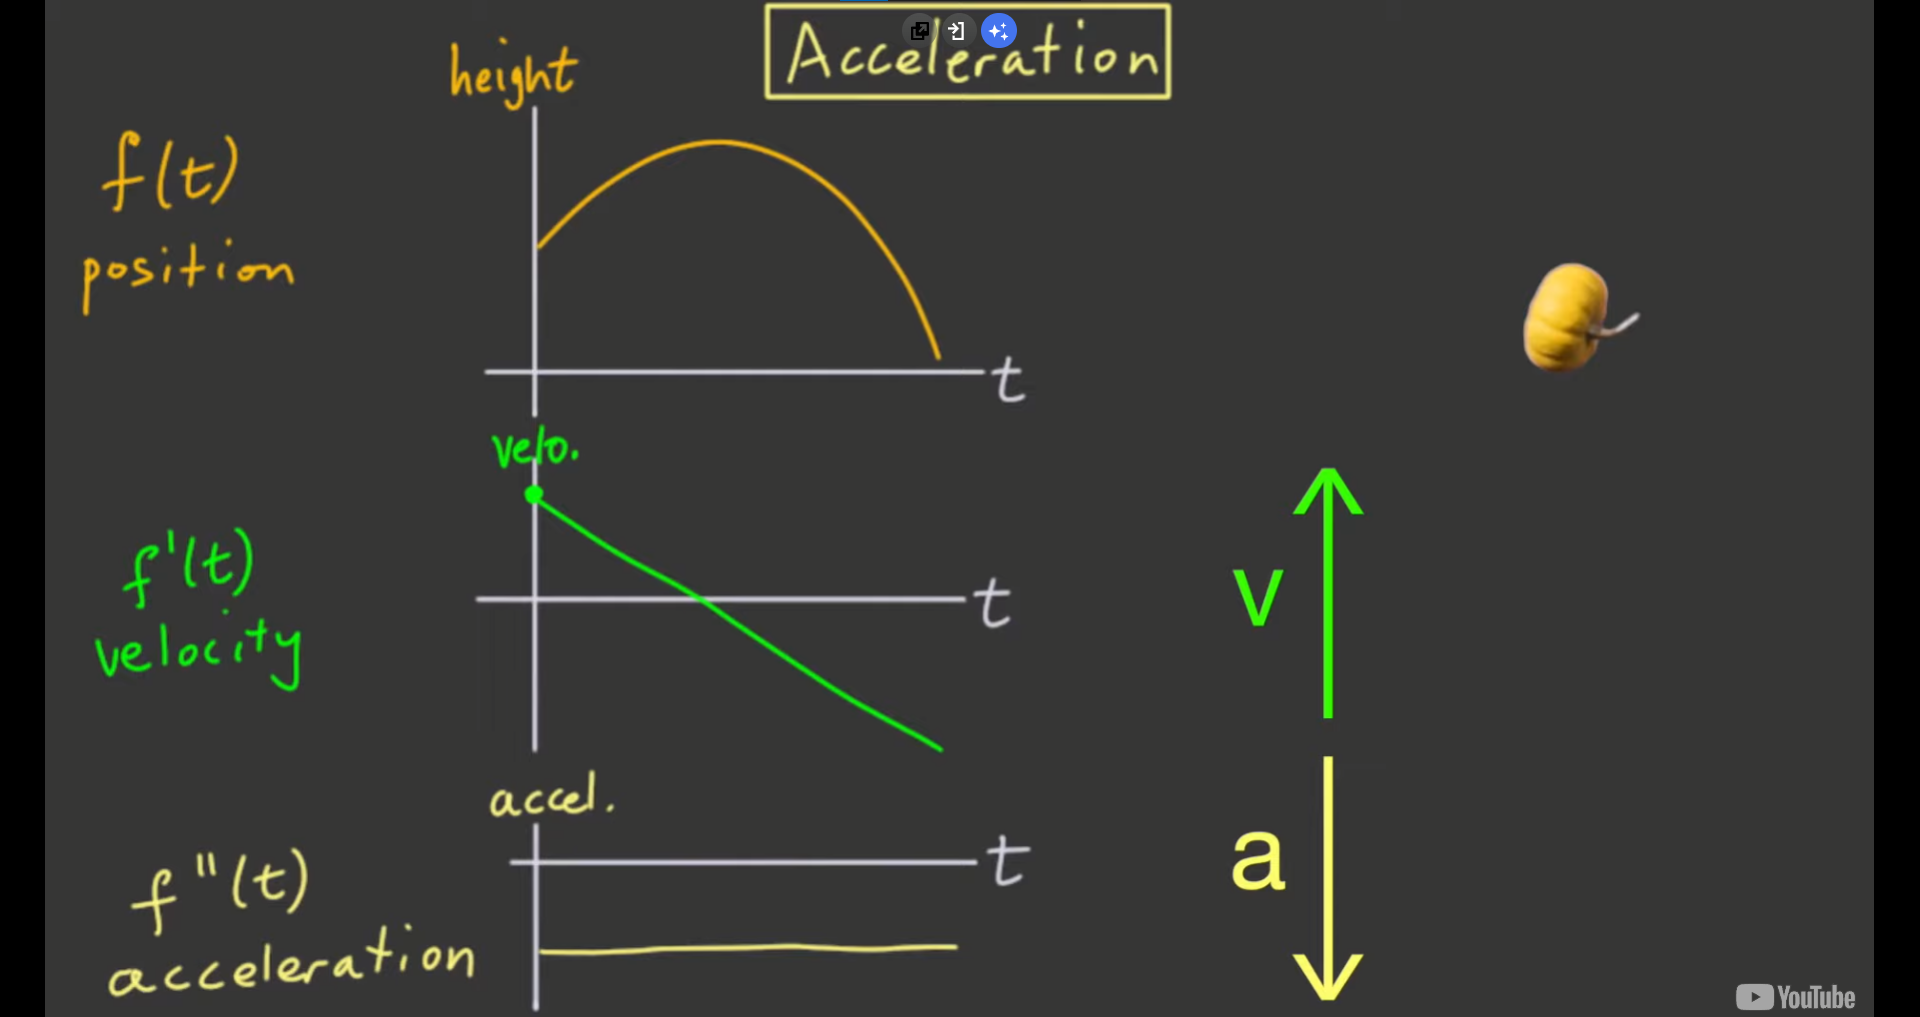 Acceleration
height
f(t)
position
t
velo.
f'(t)
velocity
t
v
accel.
f"(t)
acceleration
t
a
YouTube